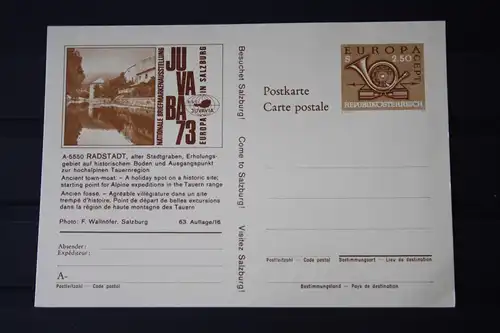 NATIONALE BRIEFMARKENAUSSTELLUNG
JU
VA
BA
73
JUVAVIA
EUROPA IN SALZBURG
A-5550 RADSTADT, alter Stadtgraben, Erholungs-
gebiet auf historischem Boden und Ausgangspunkt
zur hochalpinen Tauernregion
Ancient town-moat: – A holiday spot on a historic site;
starting point for Alpine expeditions in the Tauern range
Ancien fosse. – Agréable villégiature dans un site
trempé d'histoire. Point de départ de belles excursions
dans la région de haute montagne des Tauern
Photo: F. Wallnöfer, Salzburg 63 Auflage/16
Absender:
Expéditeur:
A-
Postleitzahl — Code postal
Besuchet Salzburg! Come to Salzburg! Visitez Salzburg!
Postkarte
Carte postale
EUROPA
CEPT
S 2.50
REPUBLIK ÖSTERREICH
Postleitzahl — Code postal Bestimmungsort — Lieu de destination
Bestimmungsland — Pays de destination